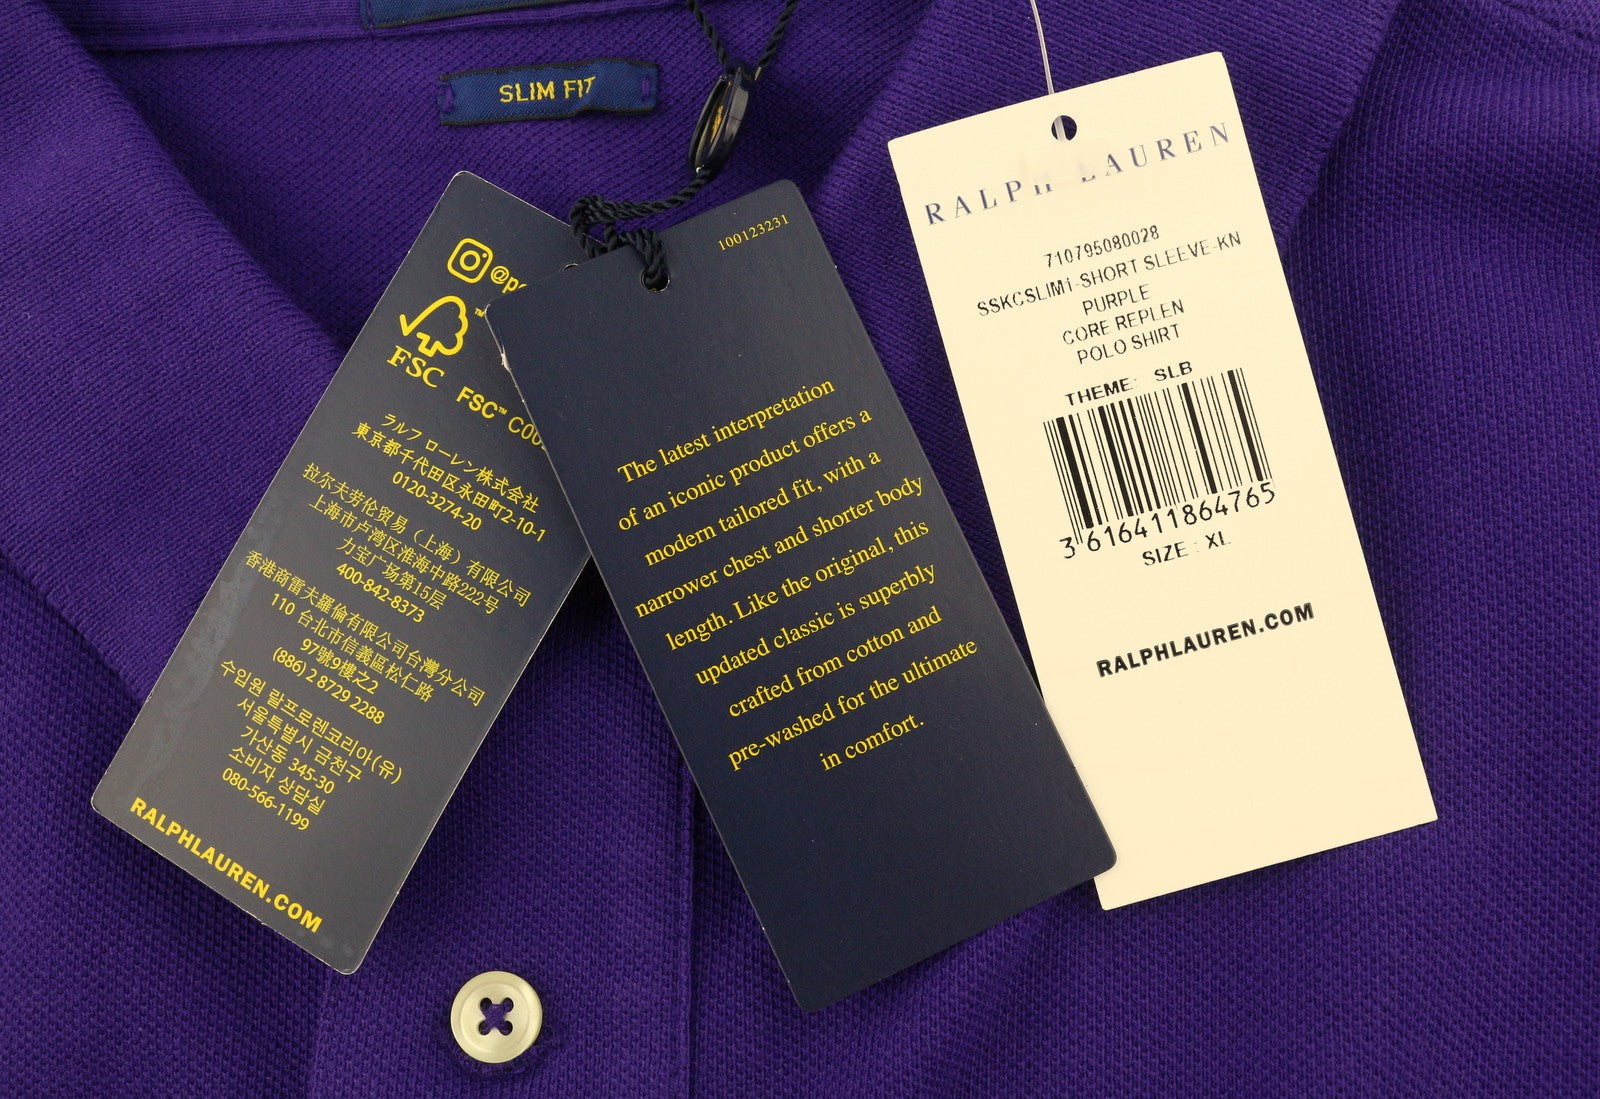 SLIM FIT
FSC
FSC™
ラルフ ローレン株式会社
東京都千代田区永田町2-10-1
0120-3274-20
拉尔夫劳伦贸易（上海）有限公司
上海市卢湾区淮海中路222号
力宝广场第15层
400-842-8373
香港商雷夫羅倫有限公司台灣分公司
110 台北市信義區松仁路
97號9樓之2
(886) 2 8729 2288
수입원 랄프로렌코리아(유)
서울특별시 금천구
가산동 345-30
소비자 상담실
080-566-1199
RALPHLAUREN.COM
100123231
The latest interpretation
of an iconic product offers a
modern tailored fit, with a
narrower chest and shorter body
length. Like the original, this
updated classic is superbly
crafted from cotton and
pre-washed for the ultimate
in comfort.
RALPH LAUREN
710795080028
SSKCSLIM1-SHORT SLEEVE-KN
PURPLE
CORE REPLEN
POLO SHIRT
THEME: SLB
3616411864765
SIZE : XL
RALPHLAUREN.COM